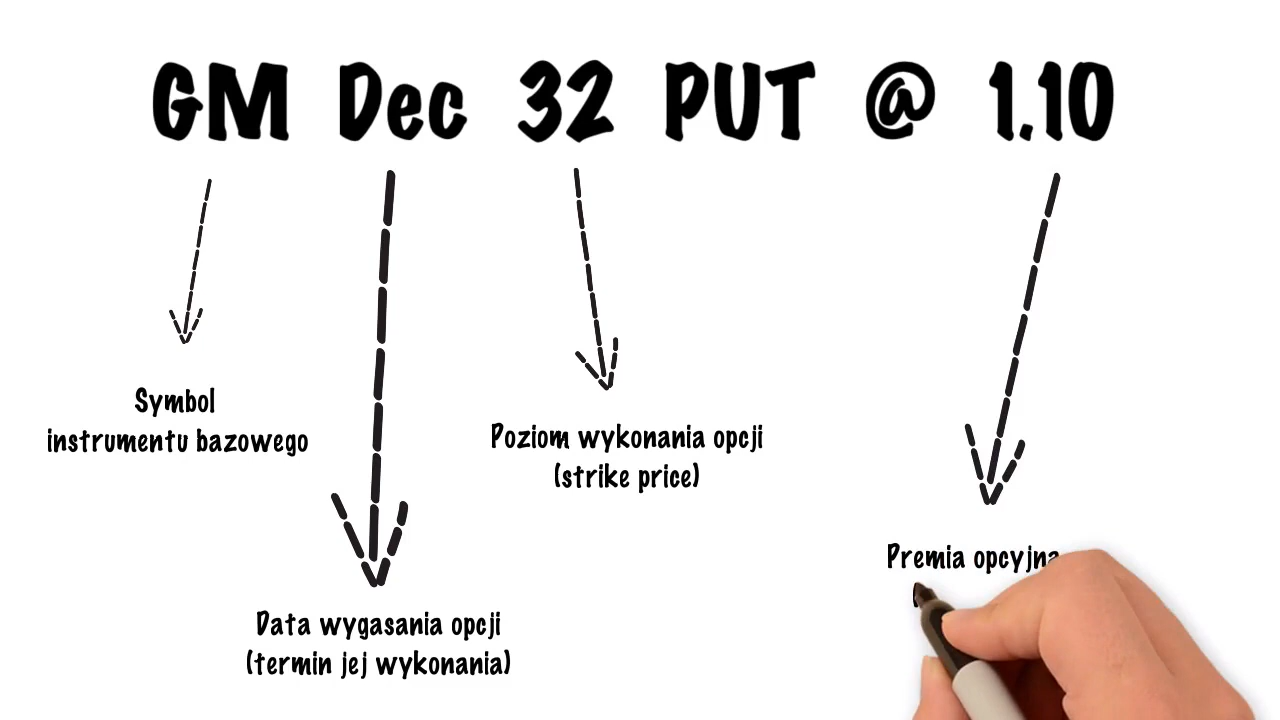 GM Dec 32 PUT @ 1.10
Symbol
instrumentu bazowego
Poziom wykonania opcji
(strike price)
Premia opcyjna
Data wygasania opcji
(termin jej wykonania)